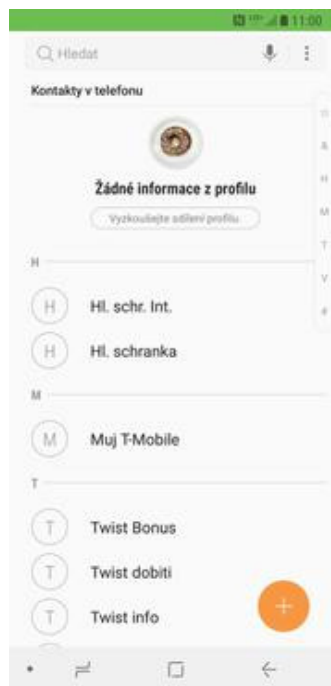 11:00
Hledat
Kontakty v telefonu
Žádné informace z profilu
Vyzkoušejte sdílení profilu.
H
H Hl. schr. Int.
H Hl. schranka
M
M Muj T-Mobile
T
T Twist Bonus
T Twist dobiti
T Twist info
&
H
M
T
V
#